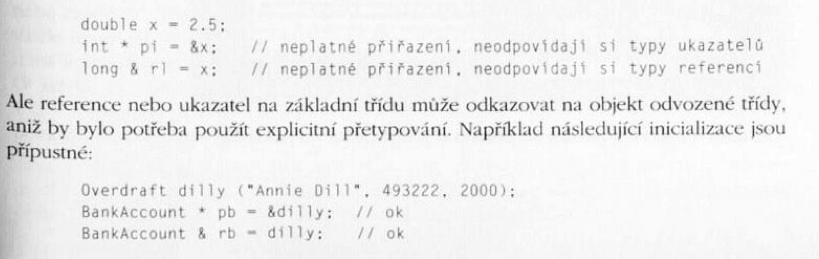 double x = 2.5;
int * pi = &x;    // neplatné přiřazení, neodpovídají si typy ukazatelů
long & rl = x;    // neplatné přiřazení, neodpovídají si typy referencí
Ale reference nebo ukazatel na základní třídu může odkazovat na objekt odvozené třídy,
aniž by bylo potřeba použít explicitní přetypování. Například následující inicializace jsou
přípustné:
Overdraft dilly ("Annie Dill", 493222, 2000);
BankAccount * pb = &dilly;   // ok
BankAccount & rb = dilly;    // ok